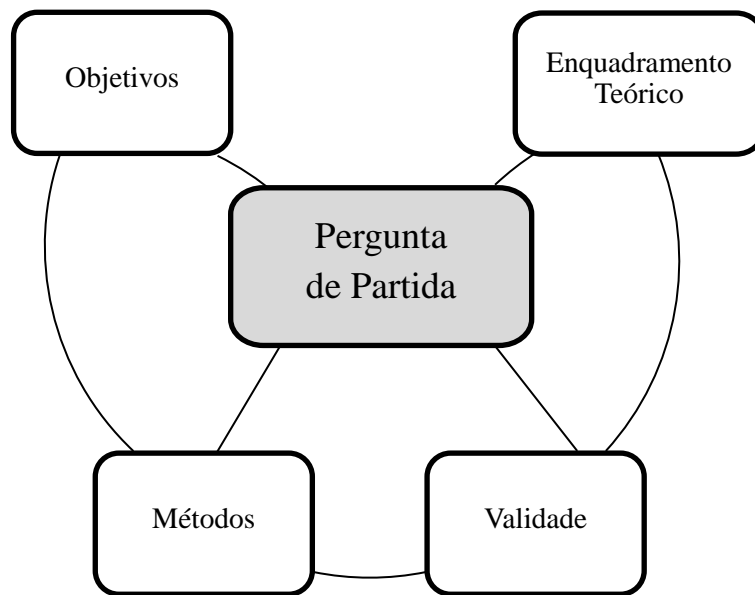 Objetivos
Enquadramento
Teórico
Pergunta
de Partida
Métodos
Validade